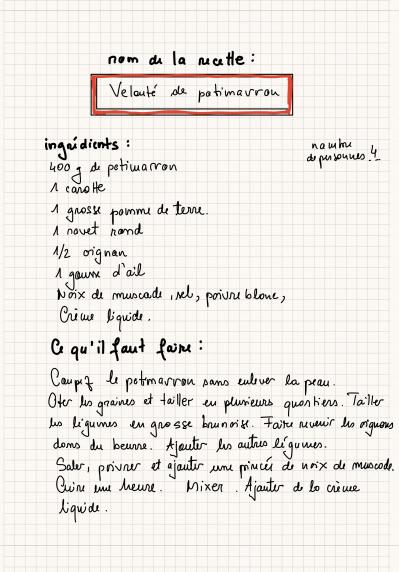 nom de la recette :
Velouté de potimarron
ingrédients :
nombre
de personnes 4
400 g de potimarron
1 carotte
1 grosse pomme de terre.
1 navet rond
1/2 oignon
1 gousse d'ail
Noix de muscade, sel, poivre blanc,
Crème liquide.
Ce qu'il faut faire :
Coupez le potimarron sans enlever la peau.
Oter les graines et tailler en plusieurs quartiers. Tailler
les légumes en grosse brunoise. Faire revenir les oignons
dans du beurre. Ajouter les autres légumes.
Saler, poivrer et ajouter une pincée de noix de muscade.
Cuire une heure. Mixer. Ajouter de la crème
liquide.